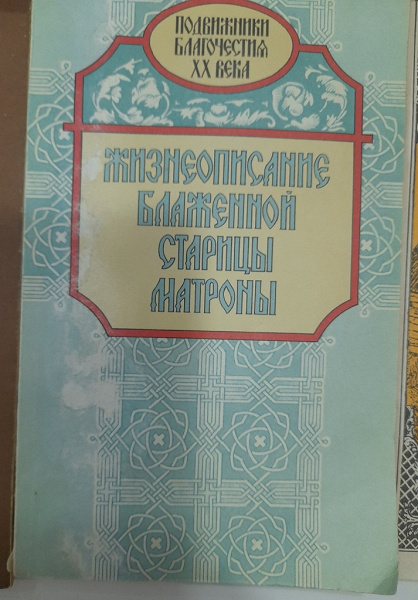 ПОДВИЖНИКИ
БЛАГОЧЕСТИЯ
XX ВЕКА
ЖИЗНЕОПИСАНИЕ
БЛАЖЕННОЙ
СТАРИЦЫ
МАТРОНЫ